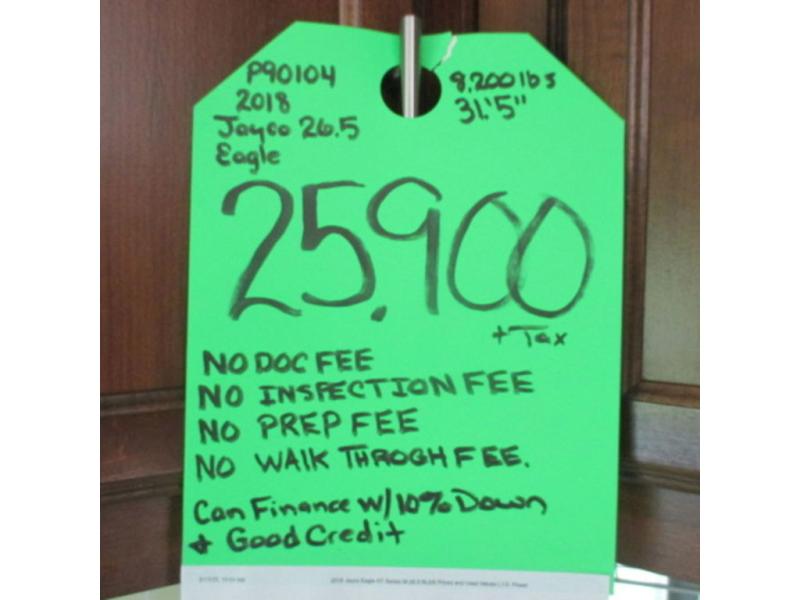 P90104
2018
Jayco 26.5
Eagle
8,200 lbs
31.'5"
25,900
+ Tax
NO DOC FEE
NO INSPECTION FEE
NO PREP FEE
NO WALK THROGH FEE.
Can Finance w/10% Down
& Good Credit